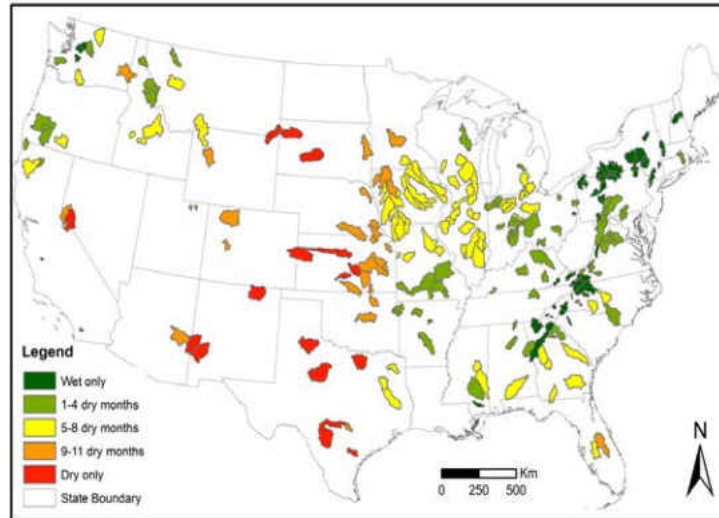 Legend
Wet only
1-4 dry months
5-8 dry months
9-11 dry months
Dry only
State Boundary
N
Km
0 250 500